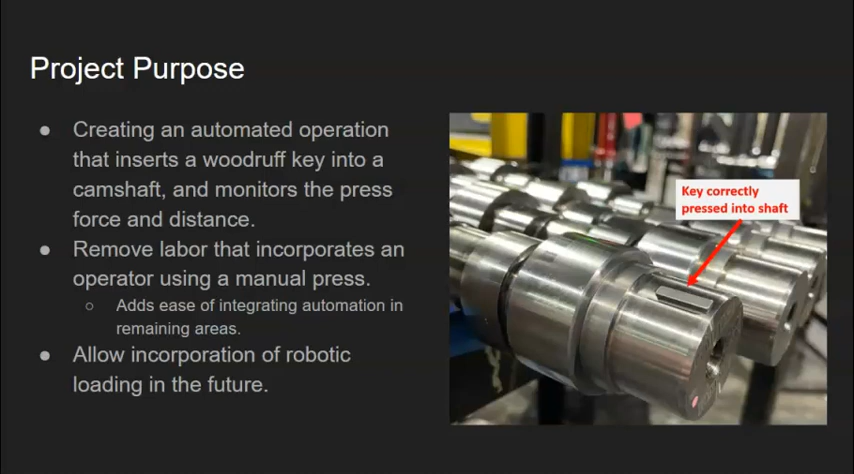 Project Purpose
● Creating an automated operation
that inserts a woodruff key into a
camshaft, and monitors the press
force and distance.
● Remove labor that incorporates an
operator using a manual press.
○ Adds ease of integrating automation in
remaining areas.
● Allow incorporation of robotic
loading in the future.
Key correctly
pressed into shaft